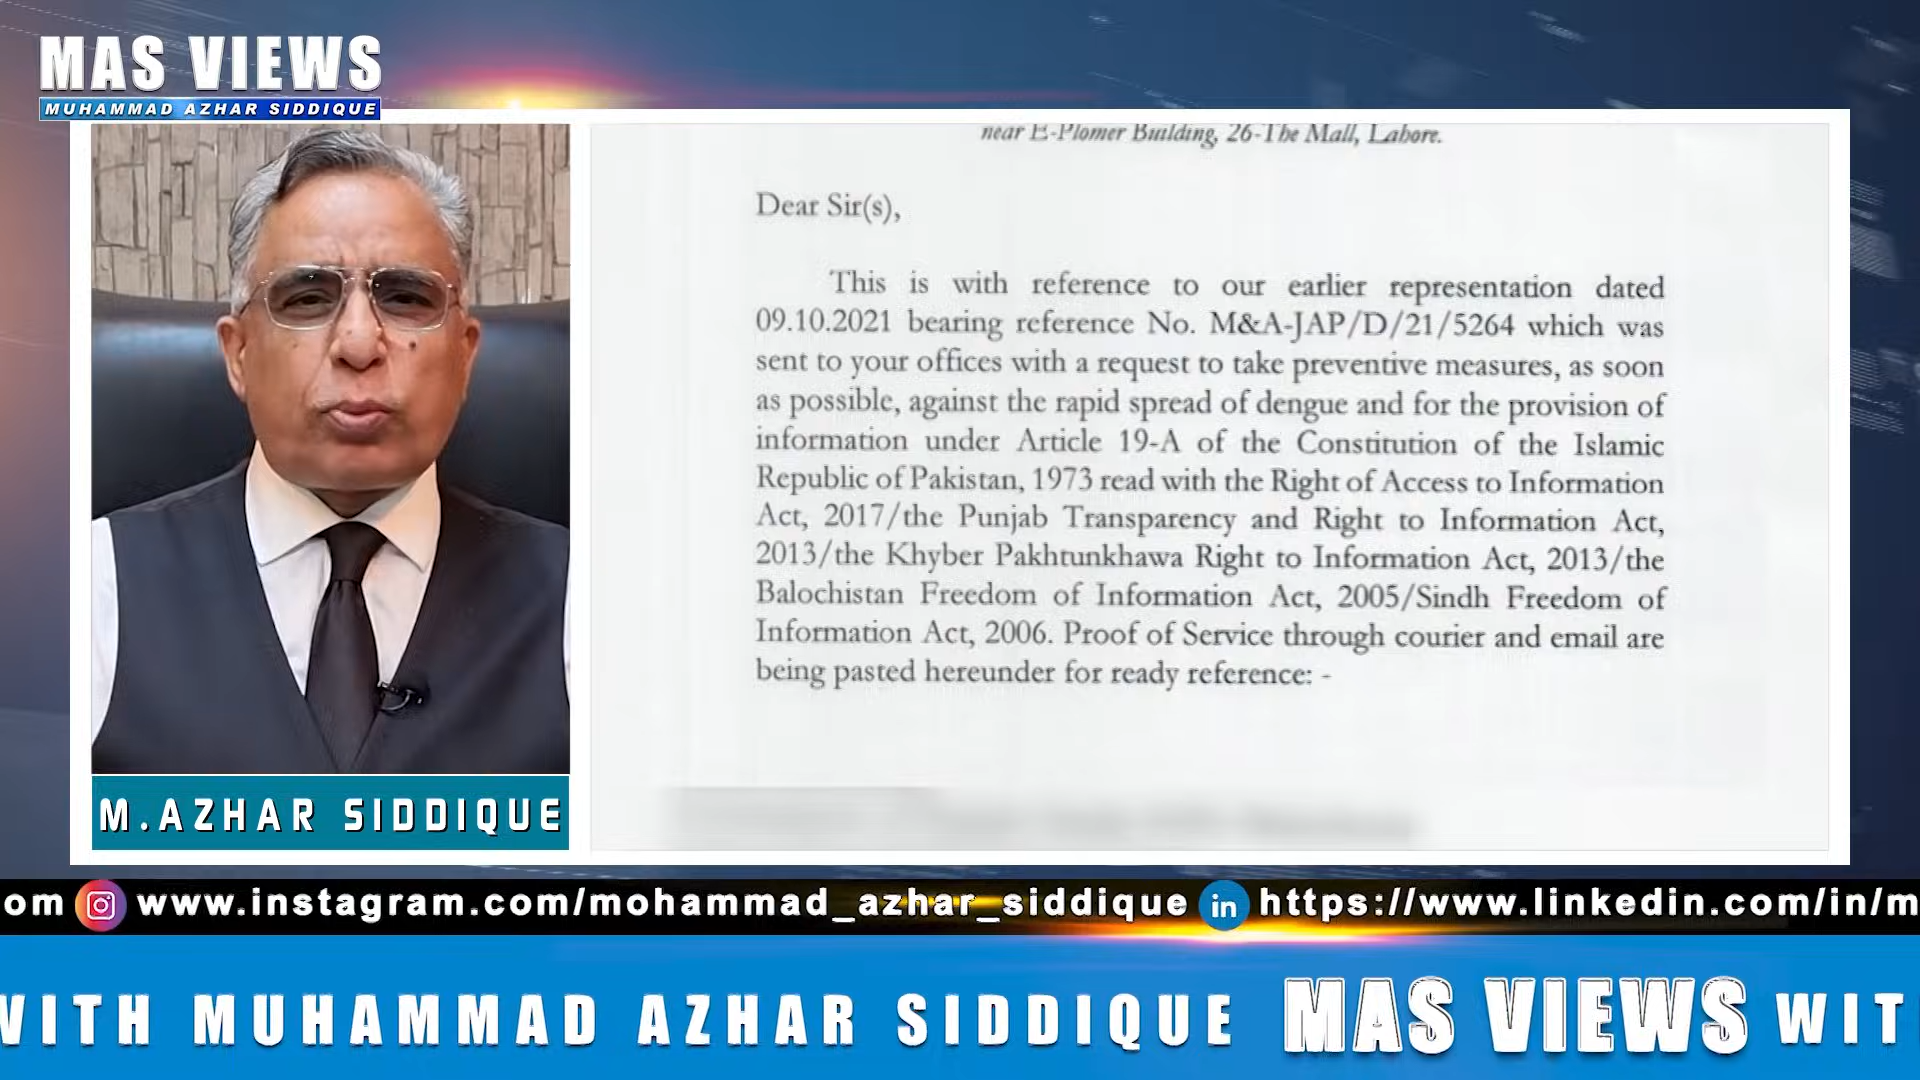 MAS VIEWS
MUHAMMAD AZHAR SIDDIQUE
near E-Plomer Building, 26-The Mall, Lahore.
Dear Sir(s),
This is with reference to our earlier representation dated
09.10.2021 bearing reference No. M&A-JAP/D/21/5264 which was
sent to your offices with a request to take preventive measures, as soon
as possible, against the rapid spread of dengue and for the provision of
information under Article 19-A of the Constitution of the Islamic
Republic of Pakistan, 1973 read with the Right of Access to Information
Act, 2017/the Punjab Transparency and Right to Information Act,
2013/the Khyber Pakhtunkhawa Right to Information Act, 2013/the
Balochistan Freedom of Information Act, 2005/Sindh Freedom of
Information Act, 2006. Proof of Service through courier and email are
being pasted hereunder for ready reference: -
M.AZHAR SIDDIQUE
om www.instagram.com/mohammad_azhar_siddique in https://www.linkedin.com/in/m
WITH MUHAMMAD AZHAR SIDDIQUE MAS VIEWS WIT